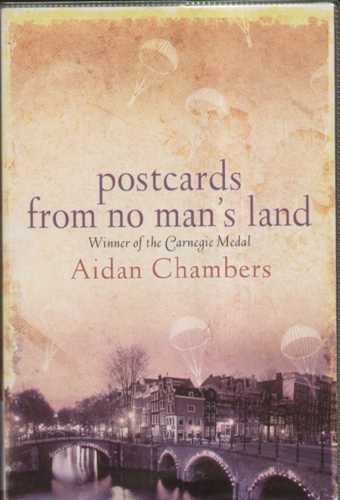 postcards
from no man's land
Winner of the Carnegie Medal
Aidan Chambers